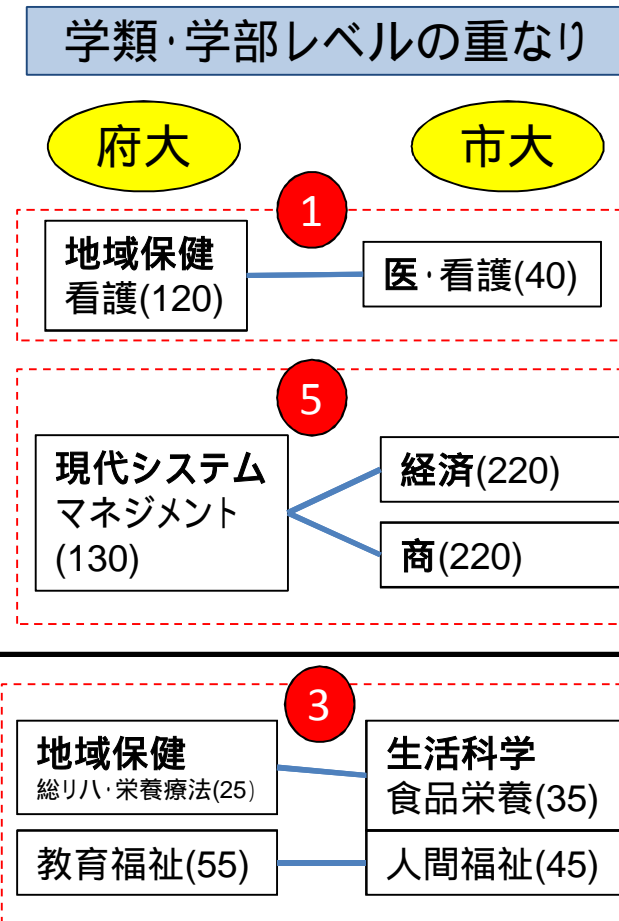 学類・学部レベルの重なり
府大
市大
1
地域保健
看護(120)
医・看護(40)
5
現代システム
マネジメント
(130)
経済(220)
商(220)
3
地域保健
総リハ・栄養療法(25)
生活科学
食品栄養(35)
教育福祉(55)
人間福祉(45)